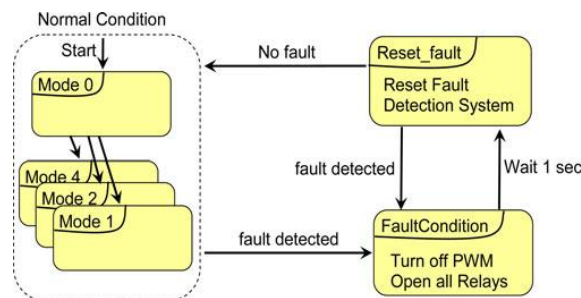 Normal Condition
Start
Mode 0
Mode 4
Mode 2
Mode 1
No fault
Reset_fault
Reset Fault
Detection System
fault detected
Wait 1 sec
fault detected
FaultCondition
Turn off PWM
Open all Relays